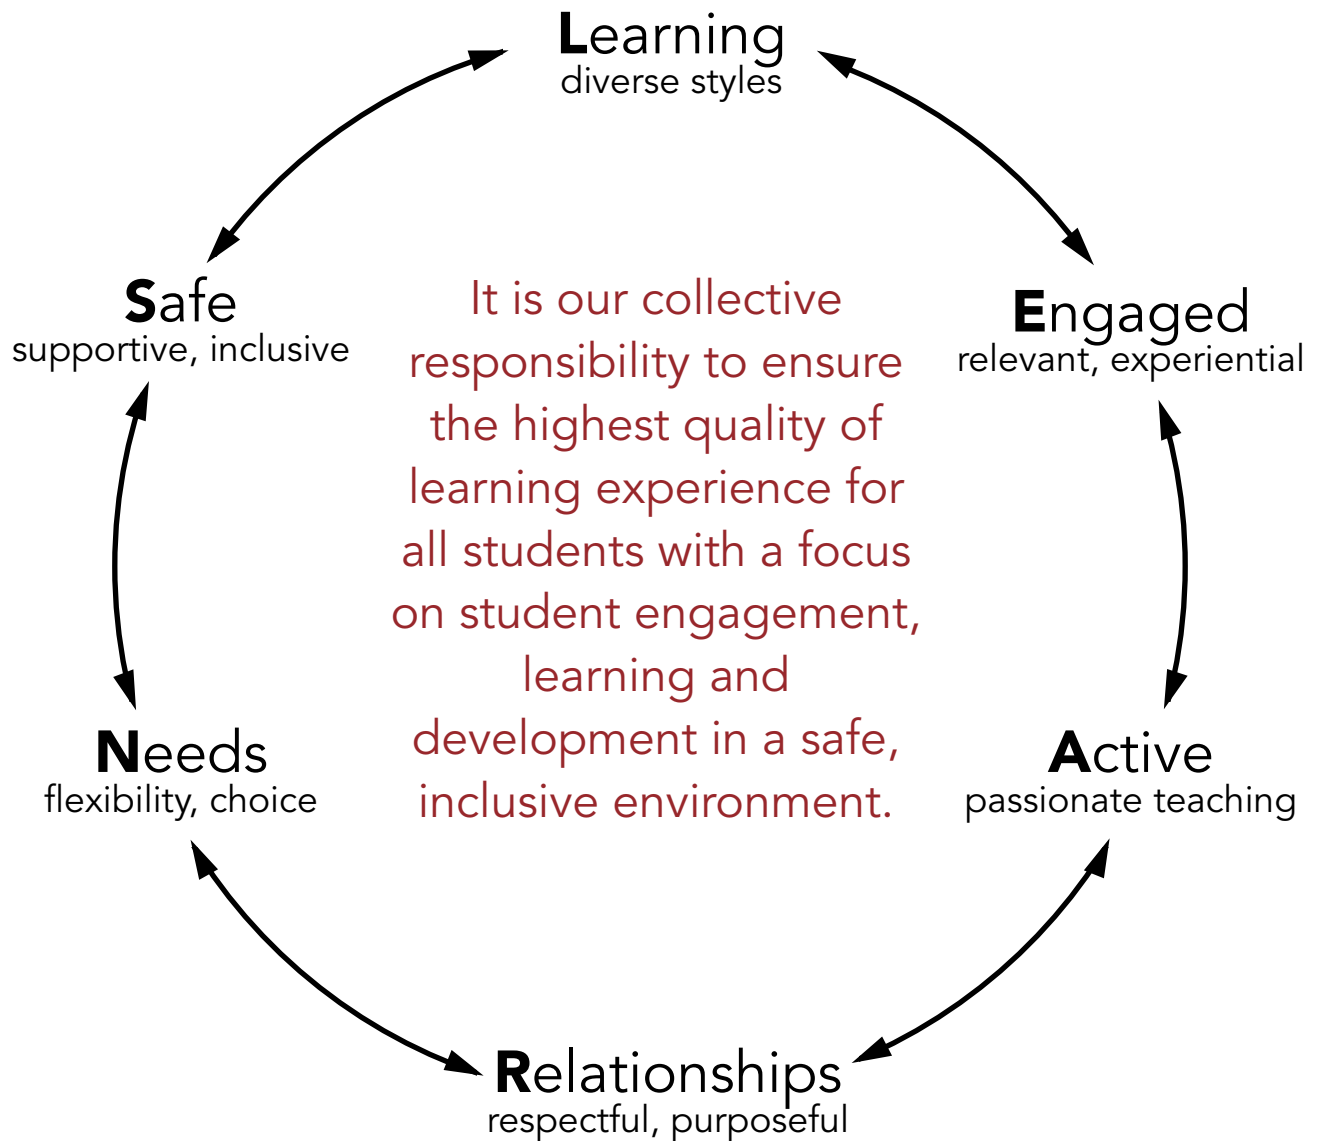 Learning
diverse styles
Engaged
relevant, experiential
Active
passionate teaching
Relationships
respectful, purposeful
Needs
flexibility, choice
Safe
supportive, inclusive
It is our collective
responsibility to ensure
the highest quality of
learning experience for
all students with a focus
on student engagement,
learning and
development in a safe,
inclusive environment.